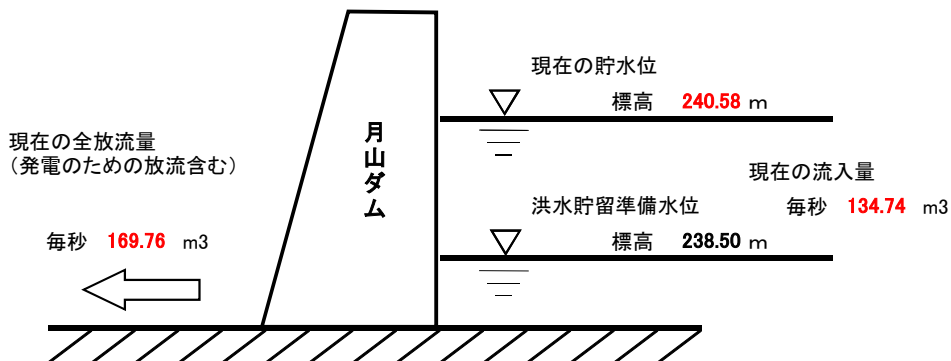 現在の貯水位
標高 240.58 m
現在の全放流量
（発電のための放流含む）
月山ダム
現在の流入量
毎秒 134.74 m3
洪水貯留準備水位
標高 238.50 m
毎秒 169.76 m3